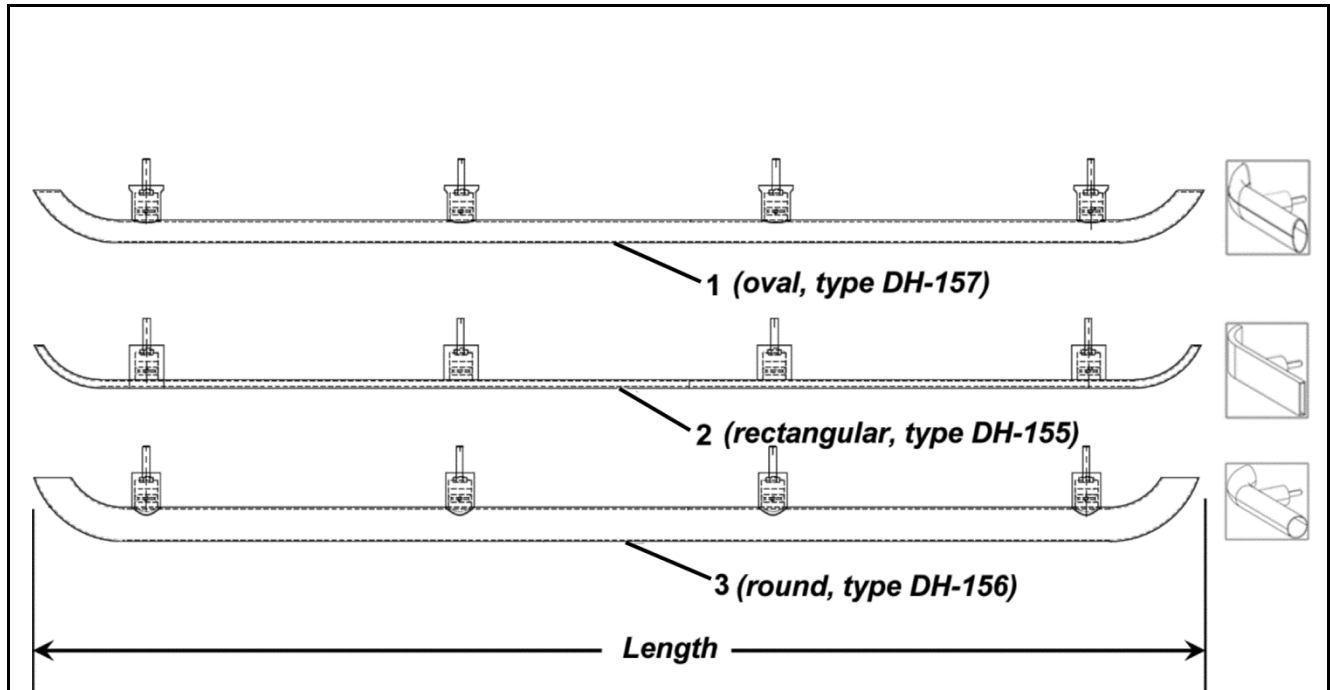 1 (oval, type DH-157)
2 (rectangular, type DH-155)
3 (round, type DH-156)
Length